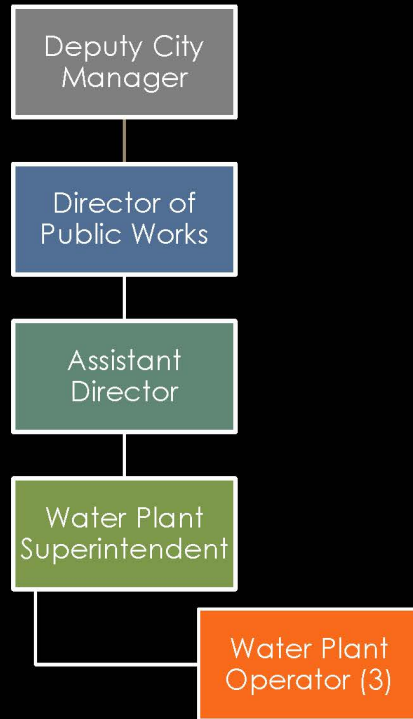 Deputy City
Manager
Director of
Public Works
Assistant
Director
Water Plant
Superintendent
Water Plant
Operator (3)